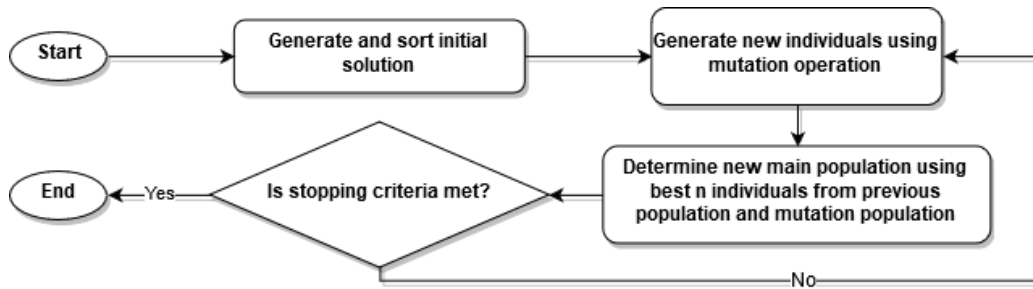 Start
Generate and sort initial
solution
Generate new individuals using
mutation operation
Determine new main population using
best n individuals from previous
population and mutation population
Is stopping criteria met?
Yes
End
No